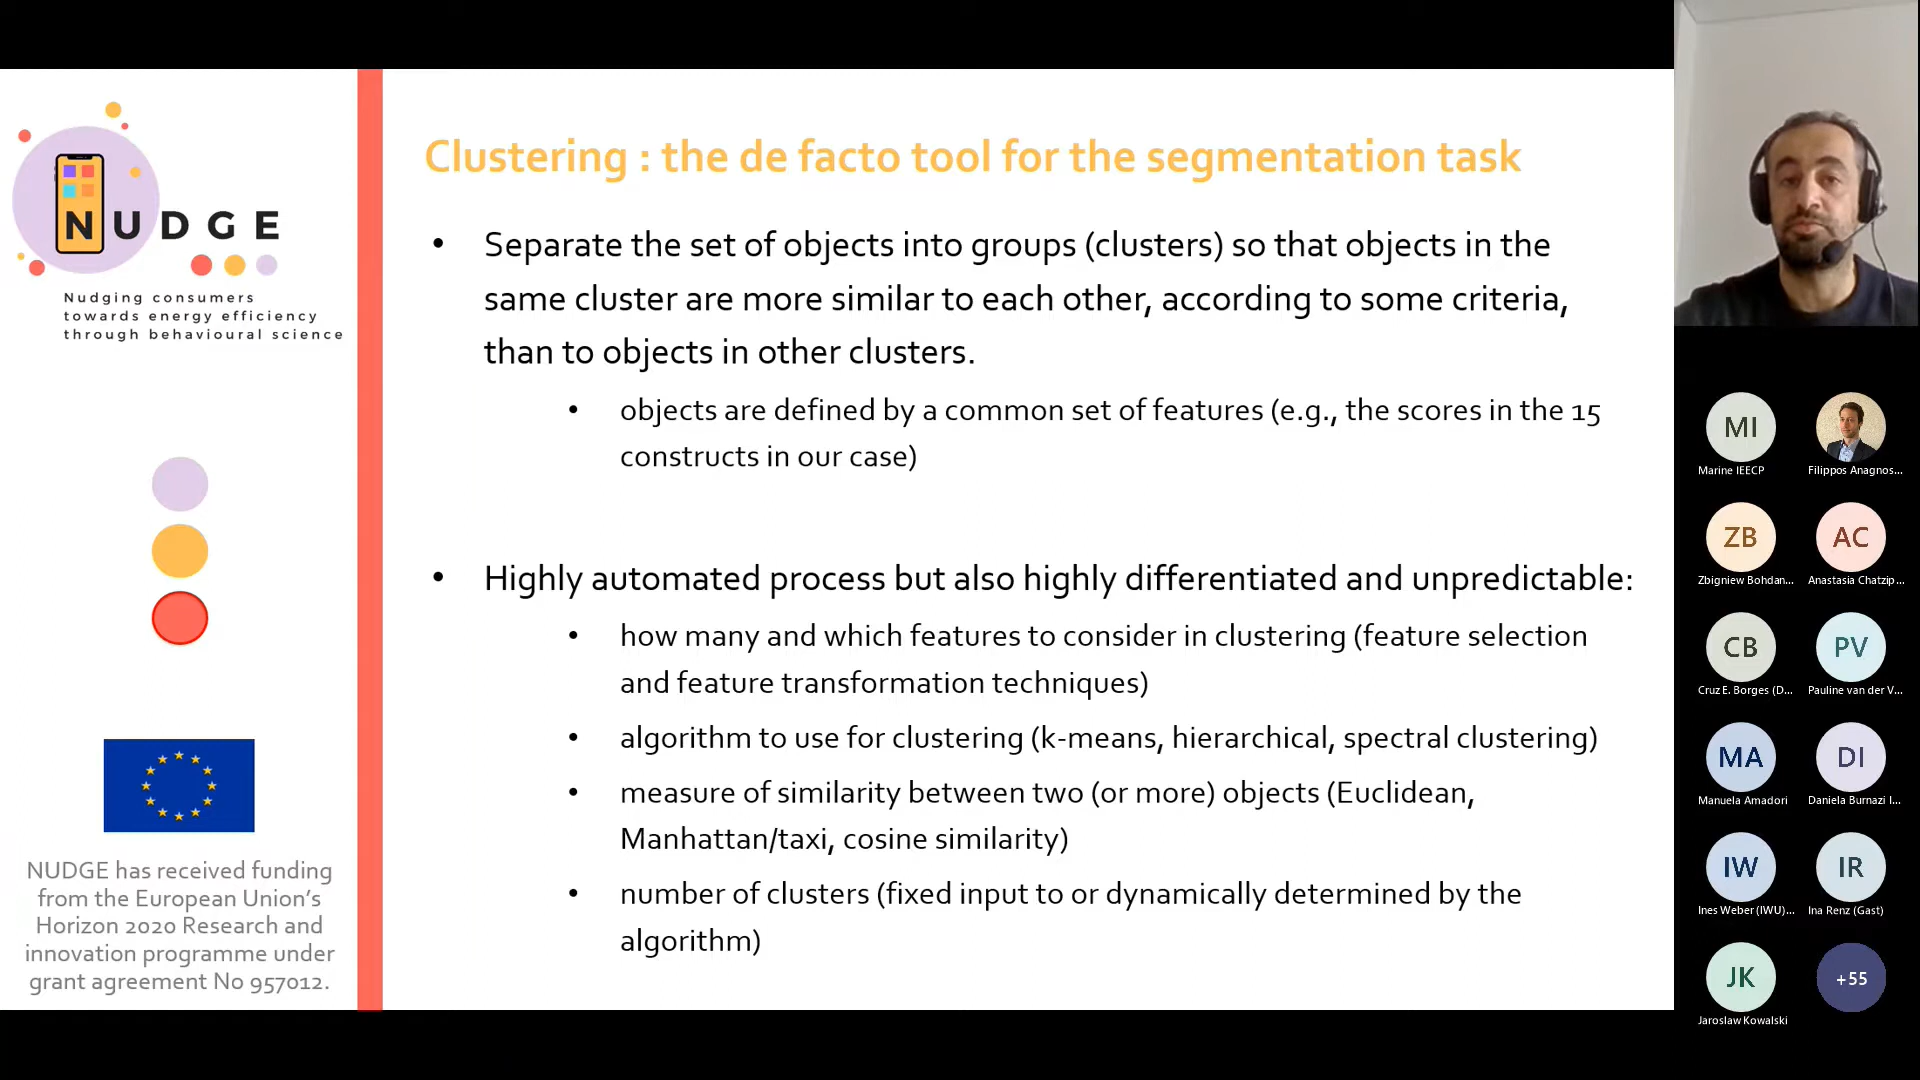 NUDGE
Nudging consumers
towards energy efficiency
through behavioural science
NUDGE has received funding
from the European Union's
Horizon 2020 Research and
innovation programme under
grant agreement No 957012.
Clustering : the de facto tool for the segmentation task
• Separate the set of objects into groups (clusters) so that objects in the
same cluster are more similar to each other, according to some criteria,
than to objects in other clusters.
• objects are defined by a common set of features (e.g., the scores in the 15
constructs in our case)
• Highly automated process but also highly differentiated and unpredictable:
• how many and which features to consider in clustering (feature selection
and feature transformation techniques)
• algorithm to use for clustering (k-means, hierarchical, spectral clustering)
• measure of similarity between two (or more) objects (Euclidean,
Manhattan/taxi, cosine similarity)
• number of clusters (fixed input to or dynamically determined by the
algorithm)
MI
Marine IEECP
Filippos Anagnos...
ZB
Zbigniew Bohdan...
AC
Anastasia Chatzip...
CB
Cruz E. Borges (D...
PV
Pauline van der V...
MA
Manuela Amadori
DI
Daniela Burnazi I...
IW
Ines Weber (IWU)...
IR
Ina Renz (Gast)
JK
Jaroslaw Kowalski
+55